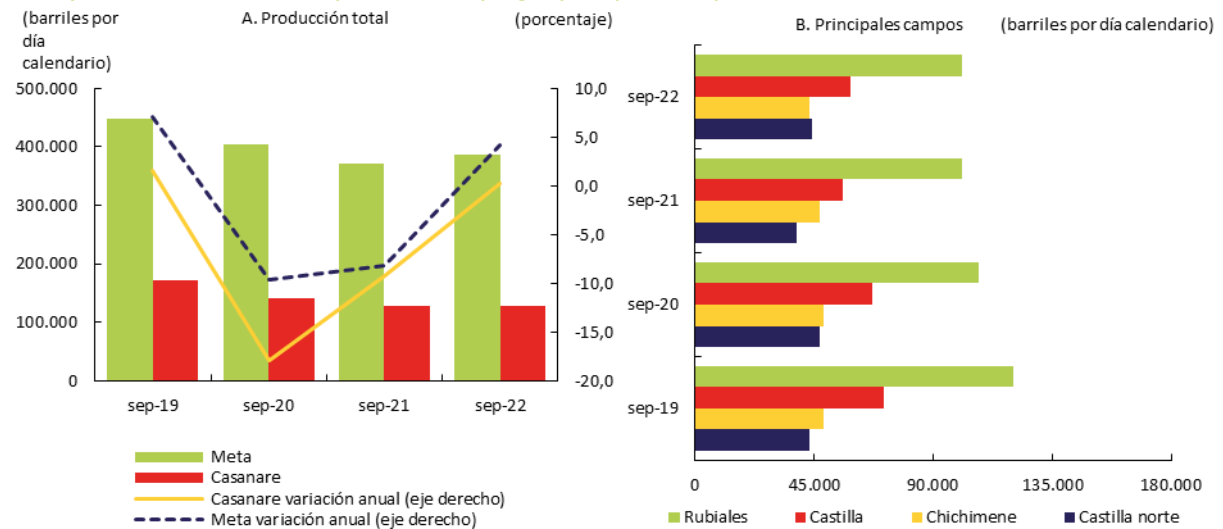 (barriles por
día
calendario)
A. Producción total
(porcentaje)
500.000
400.000
300.000
200.000
100.000
0
10,0
5,0
0,0
-5,0
-10,0
-15,0
-20,0
sep-19 sep-20 sep-21 sep-22
Meta
Casanare
Casanare variación anual (eje derecho)
Meta variación anual (eje derecho)
B. Principales campos (barriles por día calendario)
sep-22
sep-21
sep-20
sep-19
0 45.000 90.000 135.000 180.000
Rubiales Castilla Chichimene Castilla norte